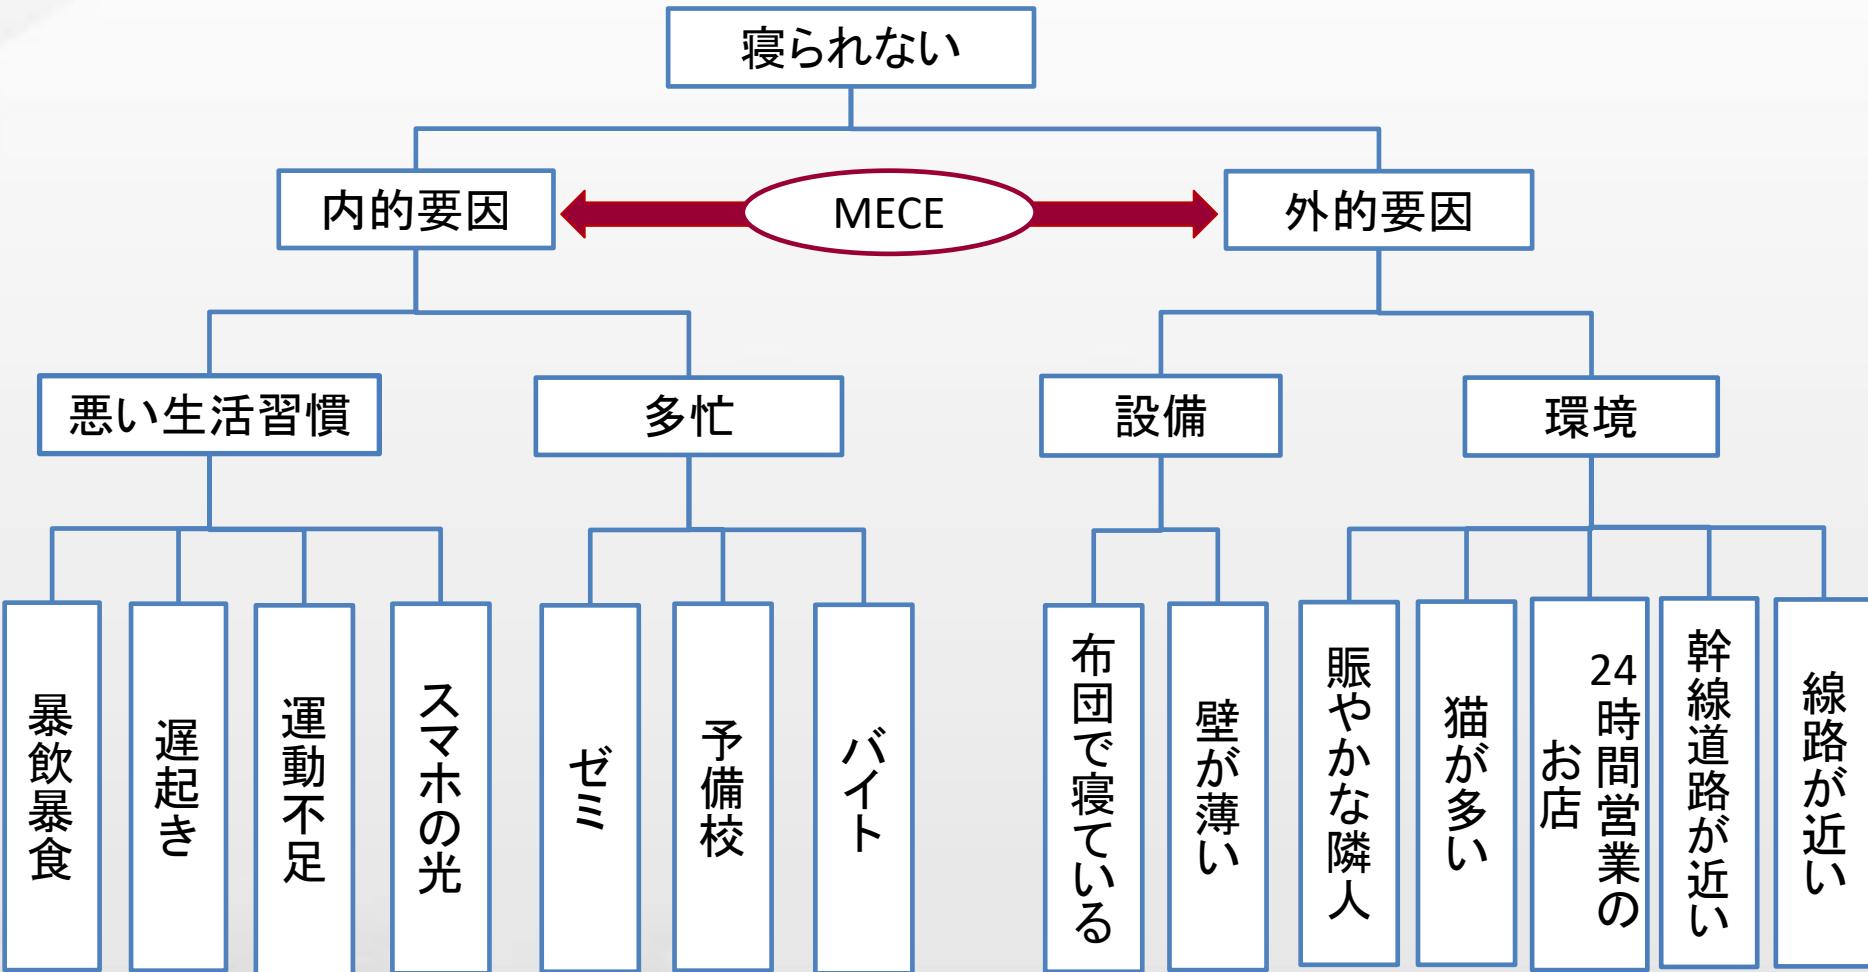 寝られない
内的要因
MECE
外的要因
悪い生活習慣
多忙
設備
環境
暴飲暴食
遅起き
運動不足
スマホの光
ゼミ
予備校
バイト
布団で寝ている
壁が薄い
賑やかな隣人
猫が多い
24時間営業の
お店
幹線道路が近い
線路が近い